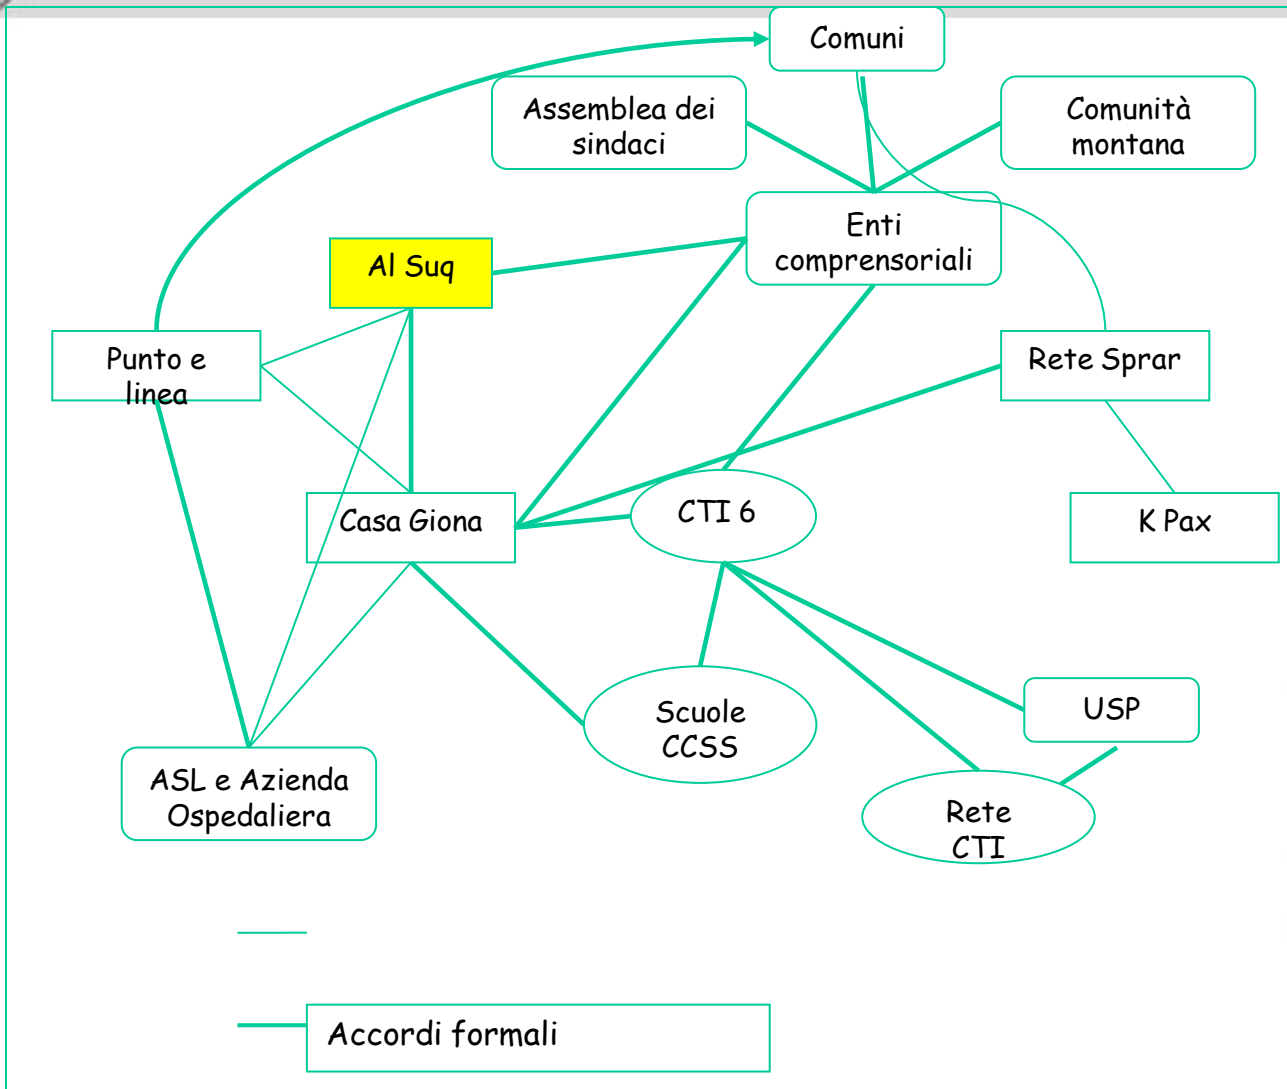 Comuni
Assemblea dei
sindaci
Comunità
montana
Enti
comprensoriali
Al Suq
Punto e
linea
Rete Sprar
Casa Giona
CTI 6
K Pax
Scuole
CCSS
USP
ASL e Azienda
Ospedaliera
Rete
CTI
Accordi formali